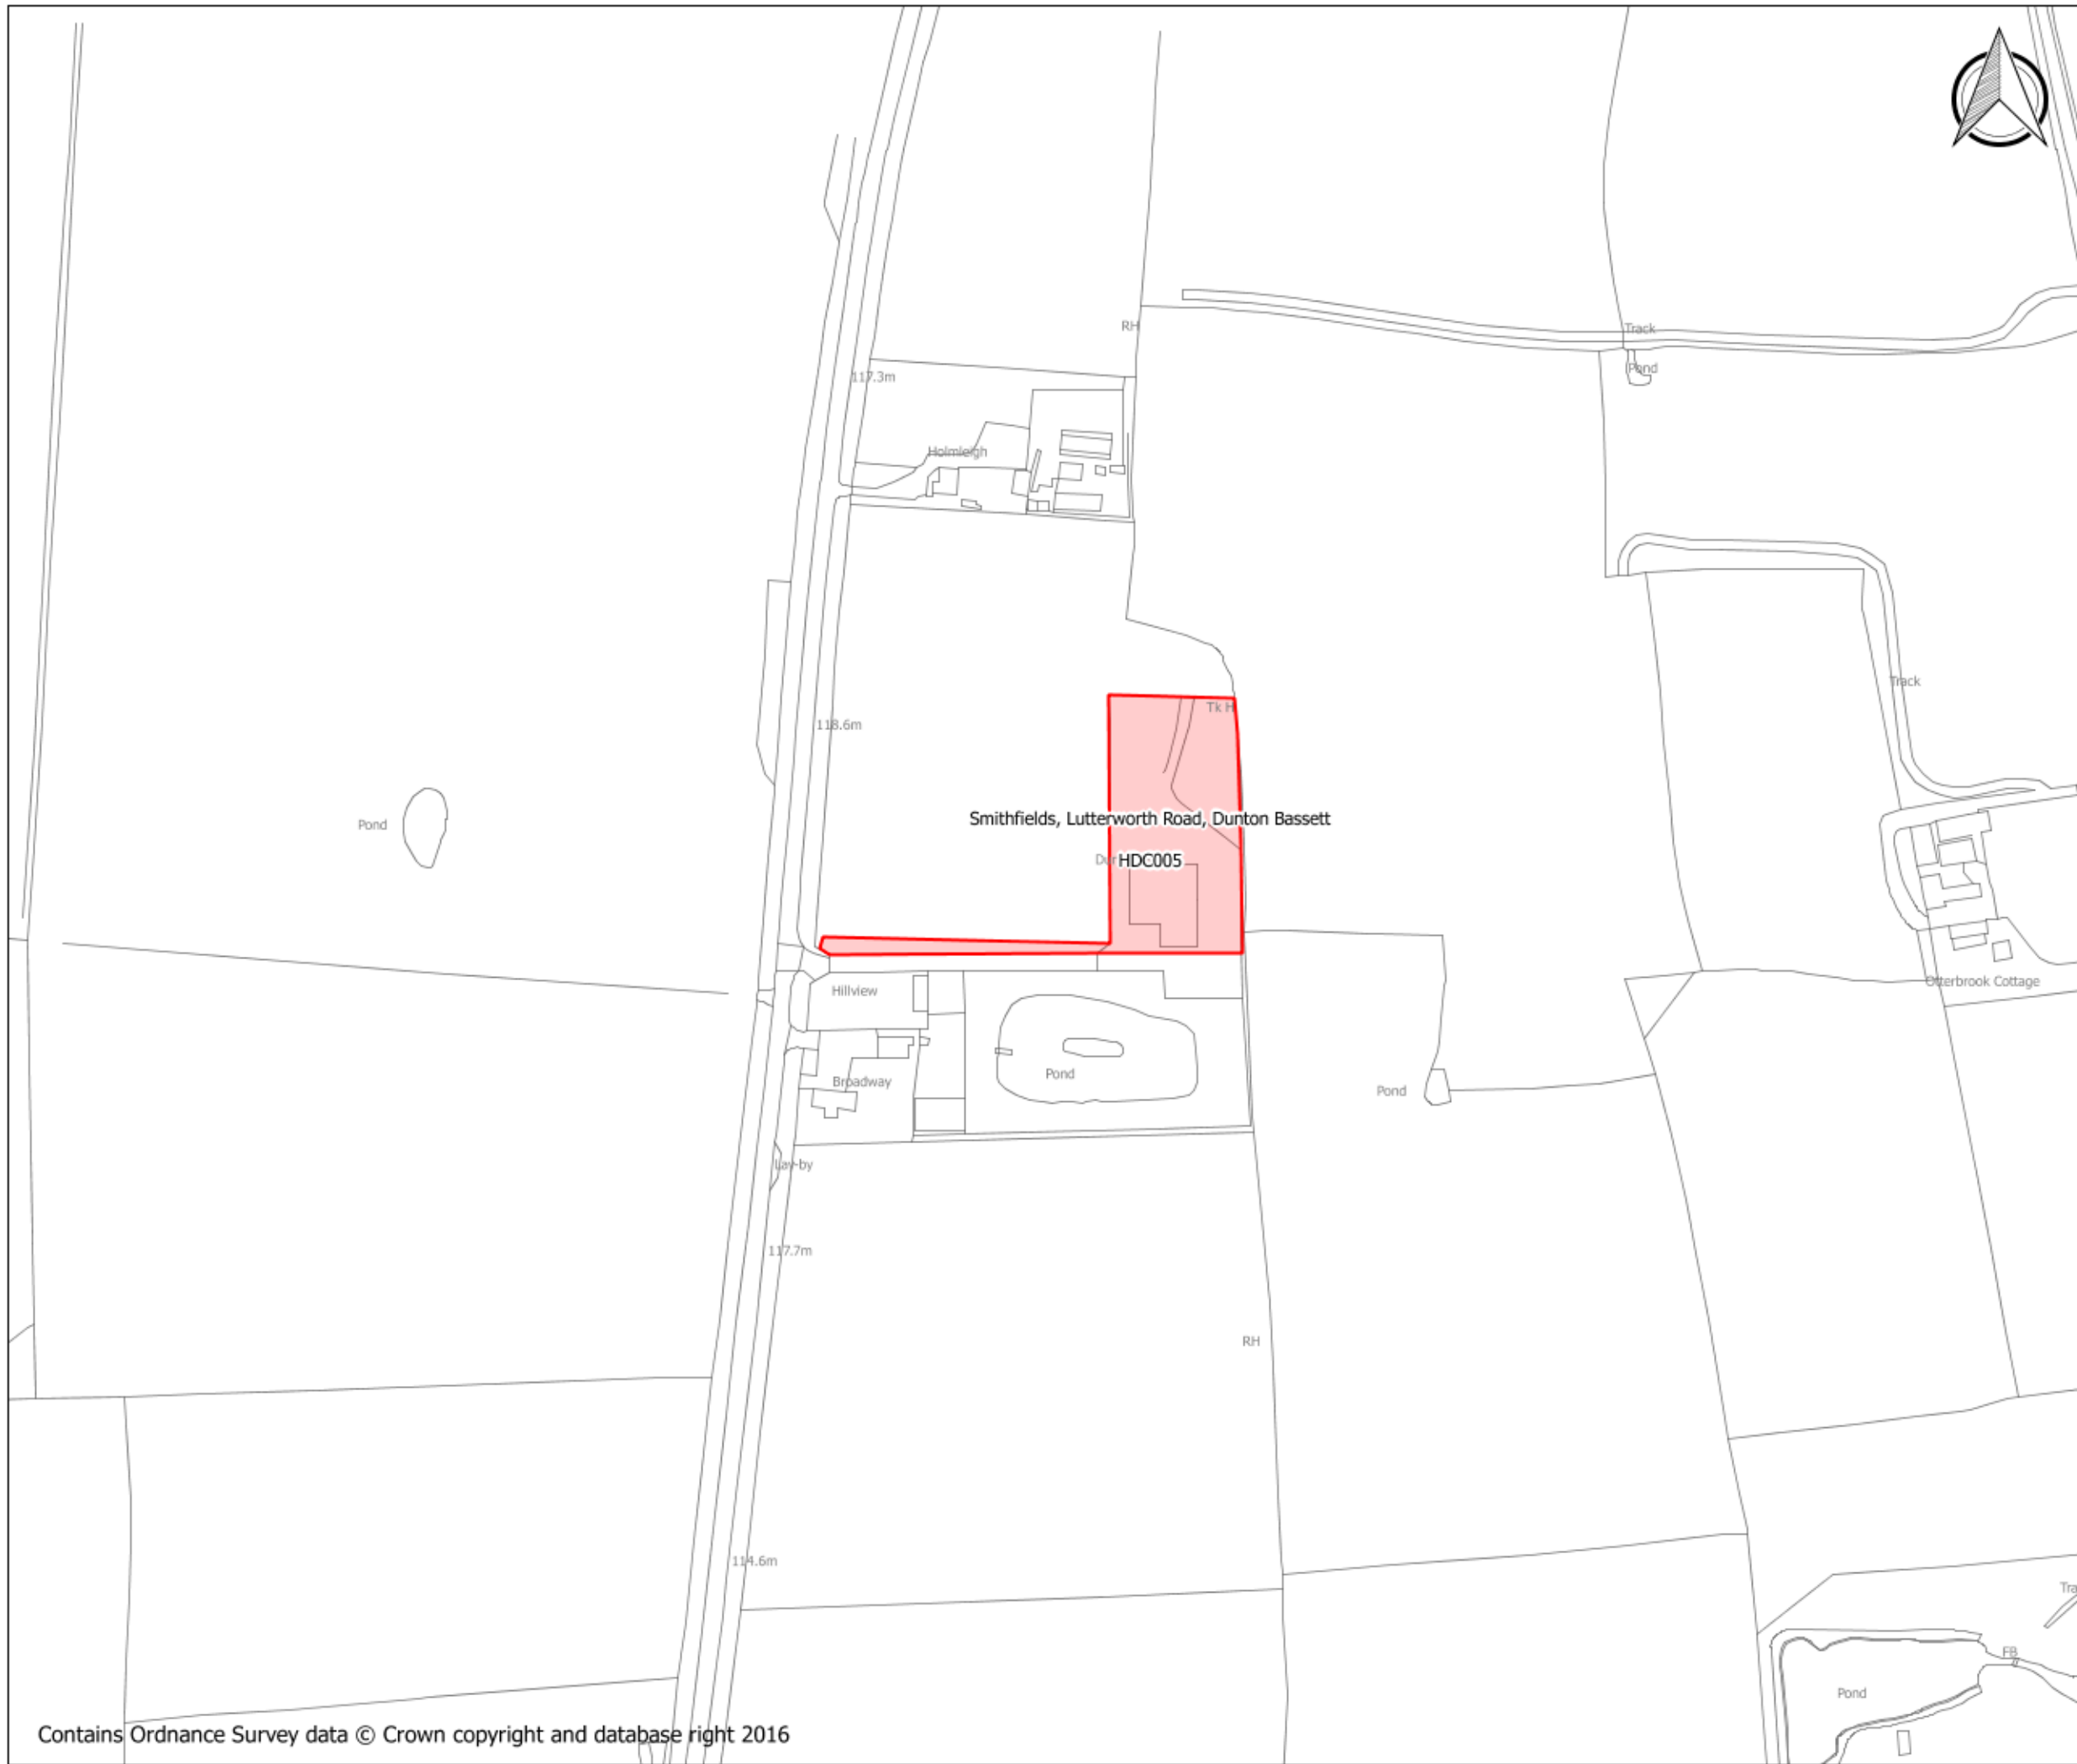 RH
Track
Pond
117.3m
Holmleigh
Track
Tk H
118.6m
Smithfields, Lutterworth Road, Dunton Bassett
Pond
HDC005
Otterbrook Cottage
Hillview
Pond
Broadway
Pond
Lay-by
117.7m
RH
114.6m
FB
Pond
Contains Ordnance Survey data © Crown copyright and database right 2016